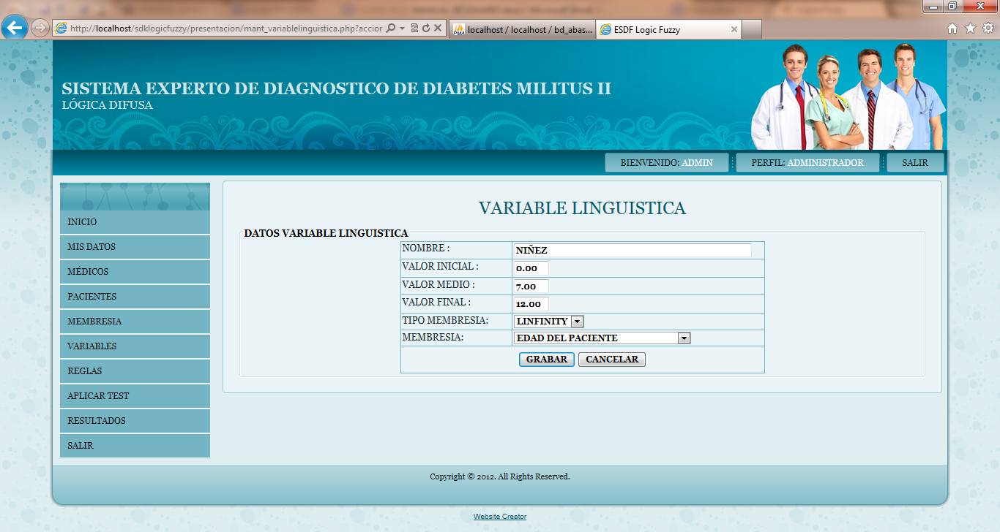 http://localhost/sdklogicfuzzy/presentacion/mant_variablelinguistica.php?accior
localhost / localhost / bd_abas...
ESDF Logic Fuzzy
SISTEMA EXPERTO DE DIAGNOSTICO DE DIABETES MILITUS II
LÓGICA DIFUSA
BIENVENIDO: ADMIN
PERFIL: ADMINISTRADOR
SALIR
INICIO
MIS DATOS
MÉDICOS
PACIENTES
MEMBRESIA
VARIABLES
REGLAS
APLICAR TEST
RESULTADOS
SALIR
VARIABLE LINGUISTICA
DATOS VARIABLE LINGUISTICA
NOMBRE : NIÑEZ
VALOR INICIAL : 0.00
VALOR MEDIO : 7.00
VALOR FINAL : 12.00
TIPO MEMBRESIA: LINFINITY
MEMBRESIA: EDAD DEL PACIENTE
GRABAR CANCELAR
Copyright © 2012. All Rights Reserved.
Website Creator